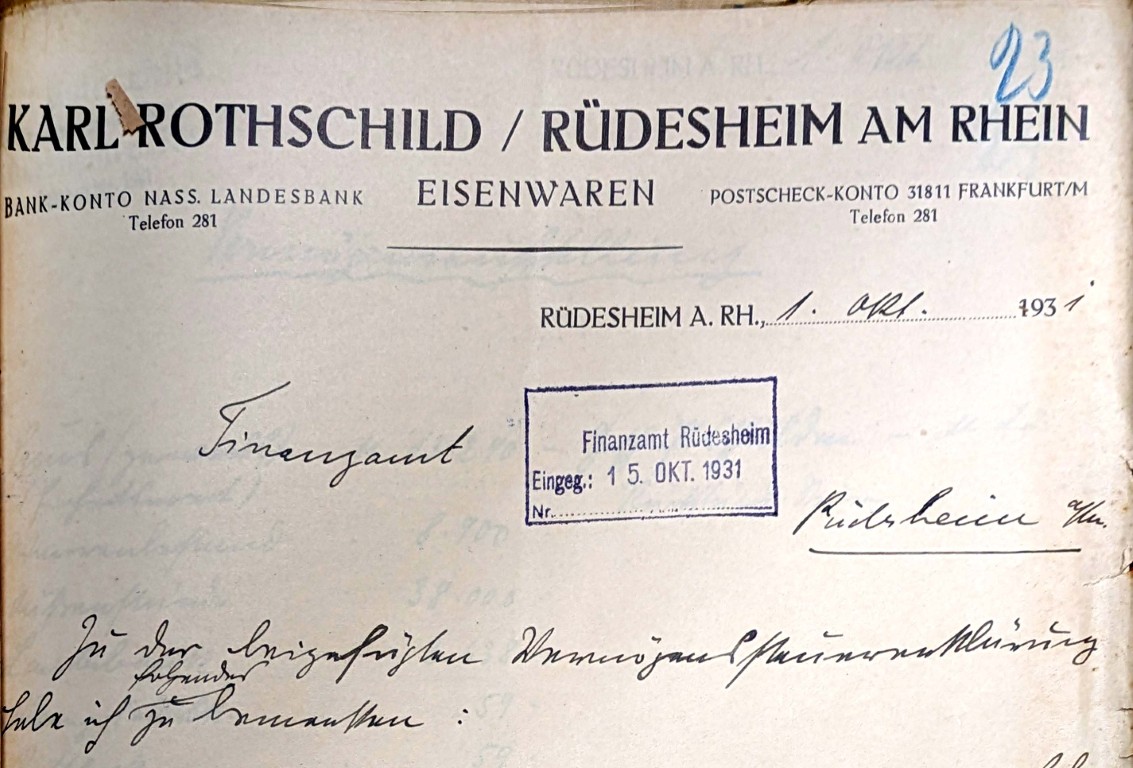 23
KARL ROTHSCHILD / RÜDESHEIM AM RHEIN
BANK-KONTO NASS. LANDESBANK EISENWAREN POSTSCHECK-KONTO 31811 FRANKFURT/M
Telefon 281 Telefon 281
RÜDESHEIM A. RH., 1. Okt. 1931
Finanzamt
Finanzamt Rüdesheim
Eingeg.: 15. OKT. 1931
Nr.
Rüdesheim a/Rh.
Zu der beigefügten Vermögenssteuererklärung
folgendes
habe ich zu bemerken :